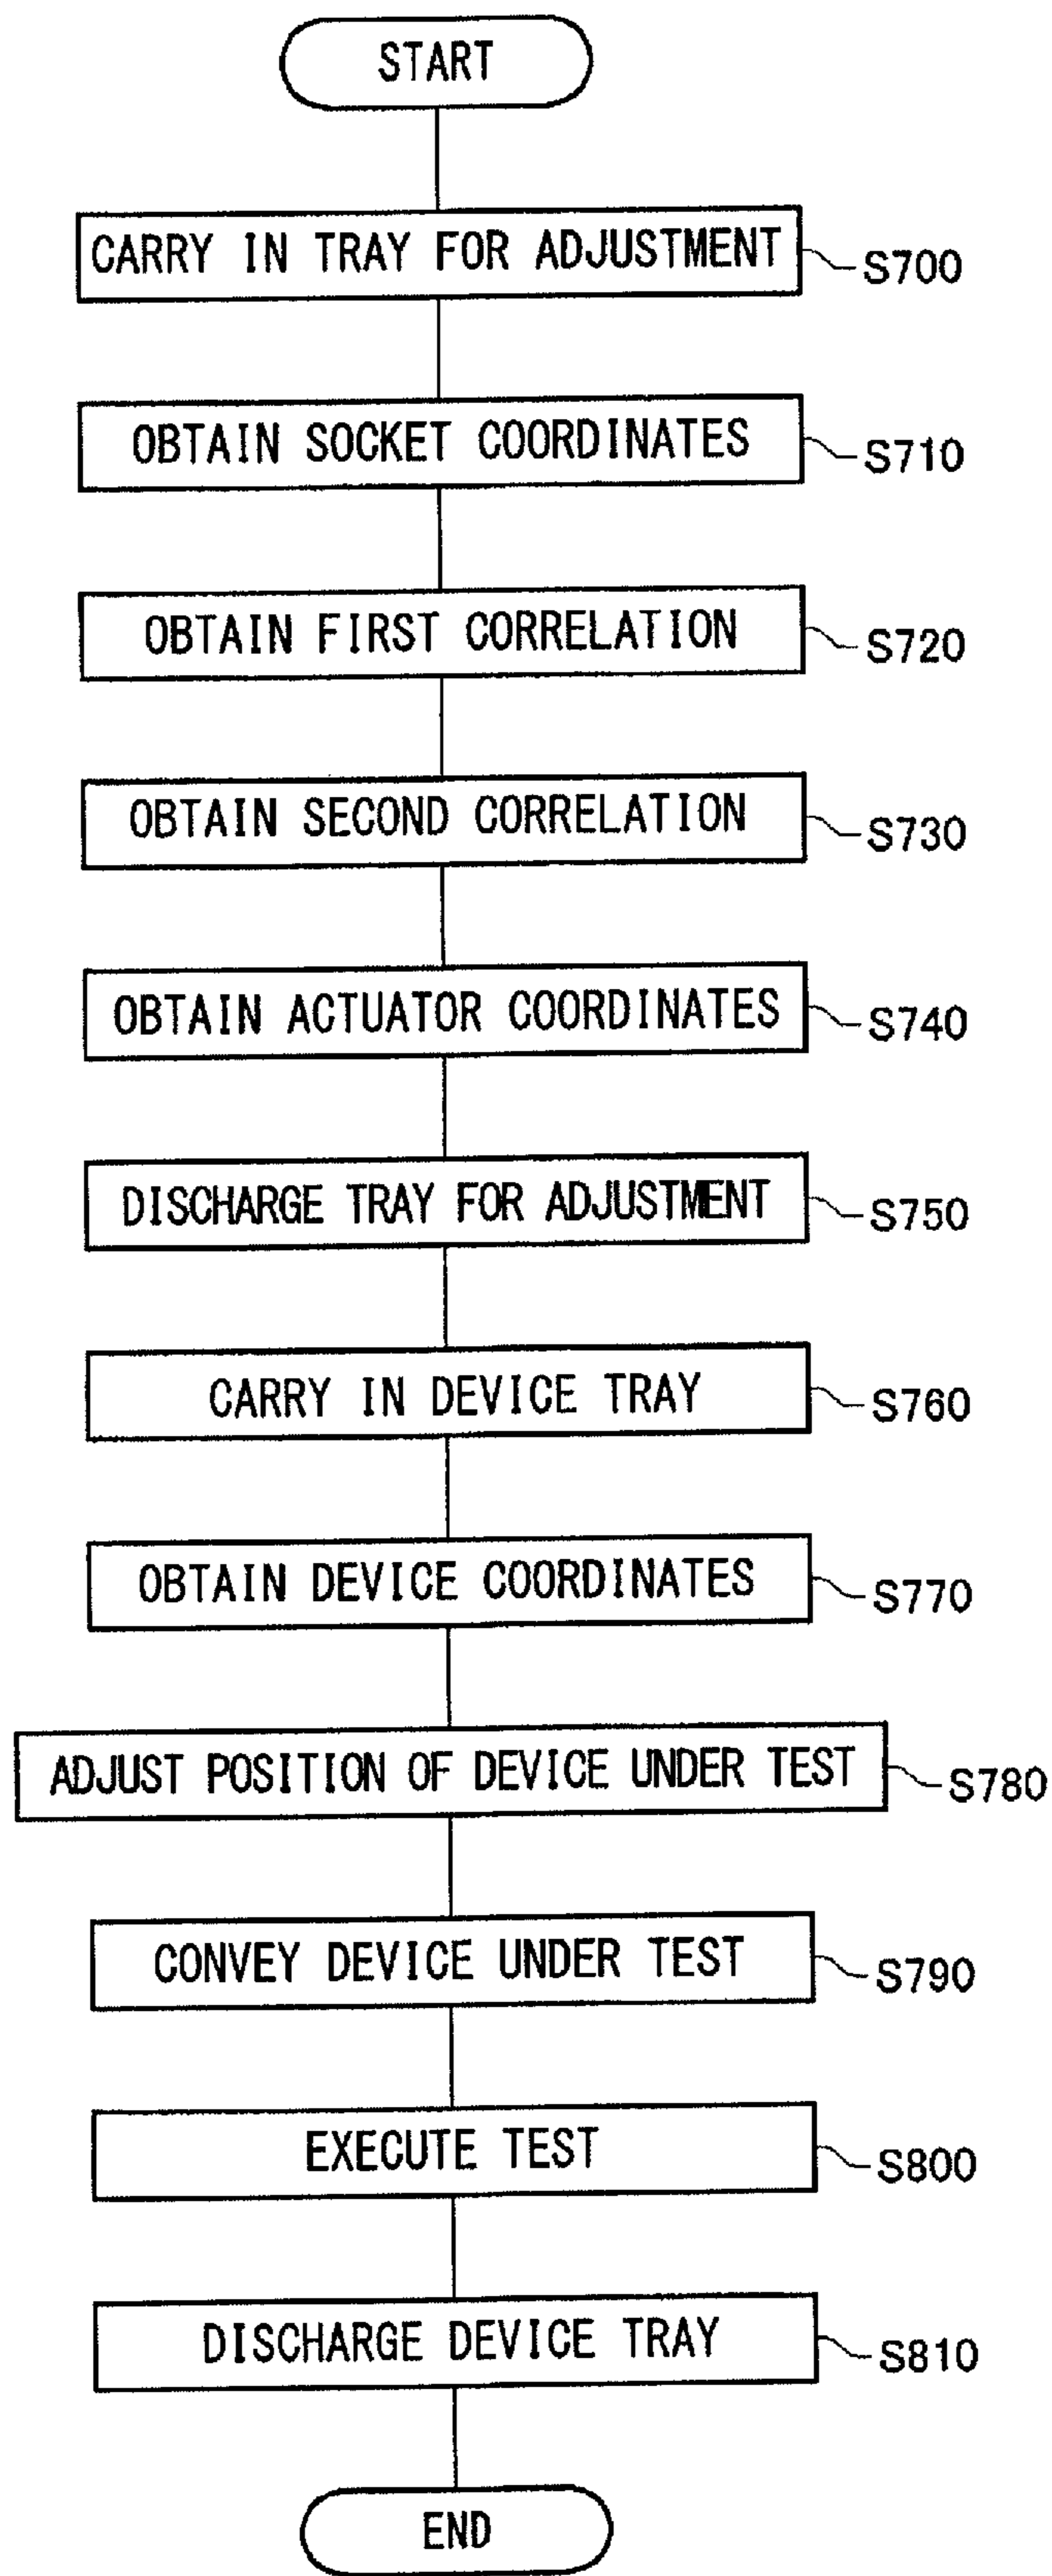 START
CARRY IN TRAY FOR ADJUSTMENT S700
OBTAIN SOCKET COORDINATES S710
OBTAIN FIRST CORRELATION S720
OBTAIN SECOND CORRELATION S730
OBTAIN ACTUATOR COORDINATES S740
DISCHARGE TRAY FOR ADJUSTMENT S750
CARRY IN DEVICE TRAY S760
OBTAIN DEVICE COORDINATES S770
ADJUST POSITION OF DEVICE UNDER TEST S780
CONVEY DEVICE UNDER TEST S790
EXECUTE TEST S800
DISCHARGE DEVICE TRAY S810
END